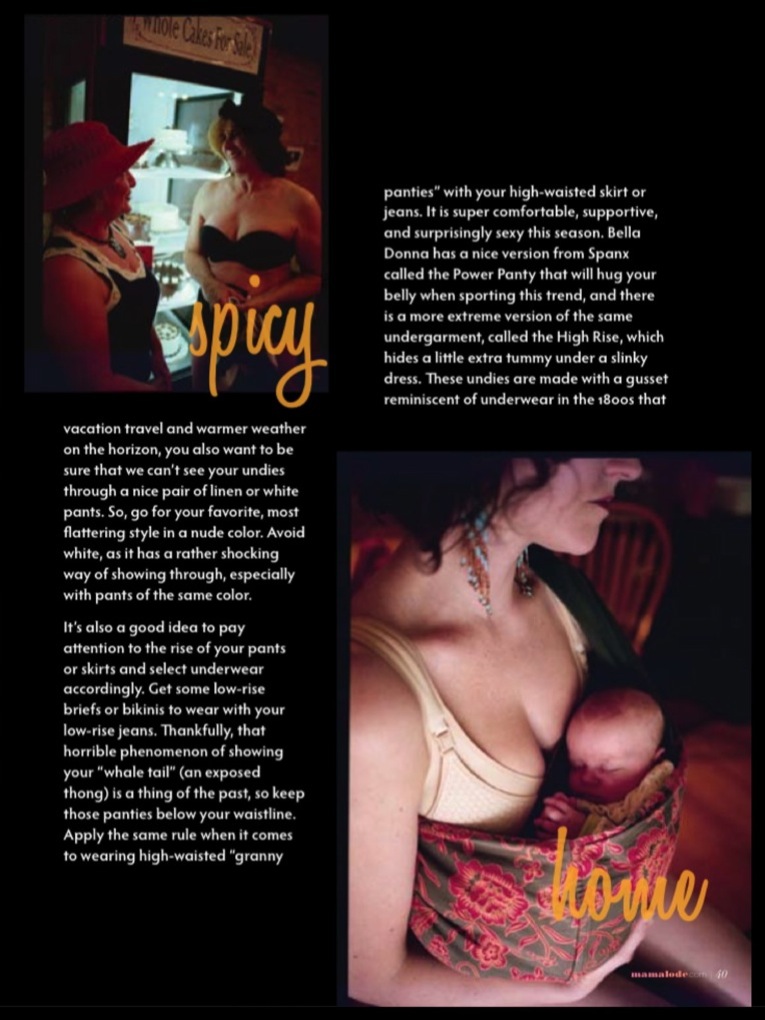 Whole Cakes For Sale
spicy
vacation travel and warmer weather
on the horizon, you also want to be
sure that we can't see your undies
through a nice pair of linen or white
pants. So, go for your favorite, most
flattering style in a nude color. Avoid
white, as it has a rather shocking
way of showing through, especially
with pants of the same color.
It's also a good idea to pay
attention to the rise of your pants
or skirts and select underwear
accordingly. Get some low-rise
briefs or bikinis to wear with your
low-rise jeans. Thankfully, that
horrible phenomenon of showing
your "whale tail" (an exposed
thong) is a thing of the past, so keep
those panties below your waistline.
Apply the same rule when it comes
to wearing high-waisted "granny
panties" with your high-waisted skirt or
jeans. It is super comfortable, supportive,
and surprisingly sexy this season. Bella
Donna has a nice version from Spanx
called the Power Panty that will hug your
belly when sporting this trend, and there
is a more extreme version of the same
undergarment, called the High Rise, which
hides a little extra tummy under a slinky
dress. These undies are made with a gusset
reminiscent of underwear in the 1800s that
home
mamalode.com | 40